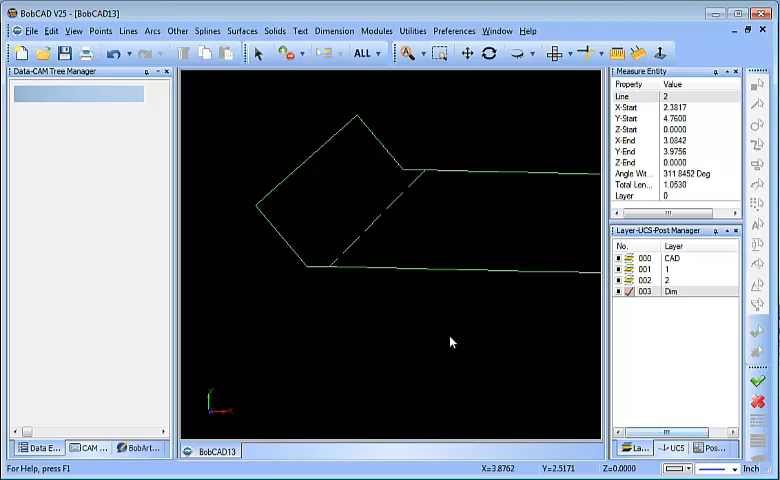 BobCAD V25 - [BobCAD13]
File Edit View Points Lines Arcs Other Splines Surfaces Solids Text Dimension Modules Utilities Preferences Window Help
ALL
Data-CAM Tree Manager
Measure Entity
Property Value
Line 2
X-Start 2.3817
Y-Start 4.7600
Z-Start 0.0000
X-End 3.0842
Y-End 3.9756
Z-End 0.0000
Angle Wit... 311.8452 Deg
Total Len... 1.0530
Layer 0
Layer-UCS-Post Manager
No. Layer
000 CAD
001 1
002 2
003 Dim
Y
X
Data E... CAM ... BobArt...
BobCAD13
La... UCS Pos...
For Help, press F1
X=3.8762 Y=2.5171 Z=0.0000 Inch